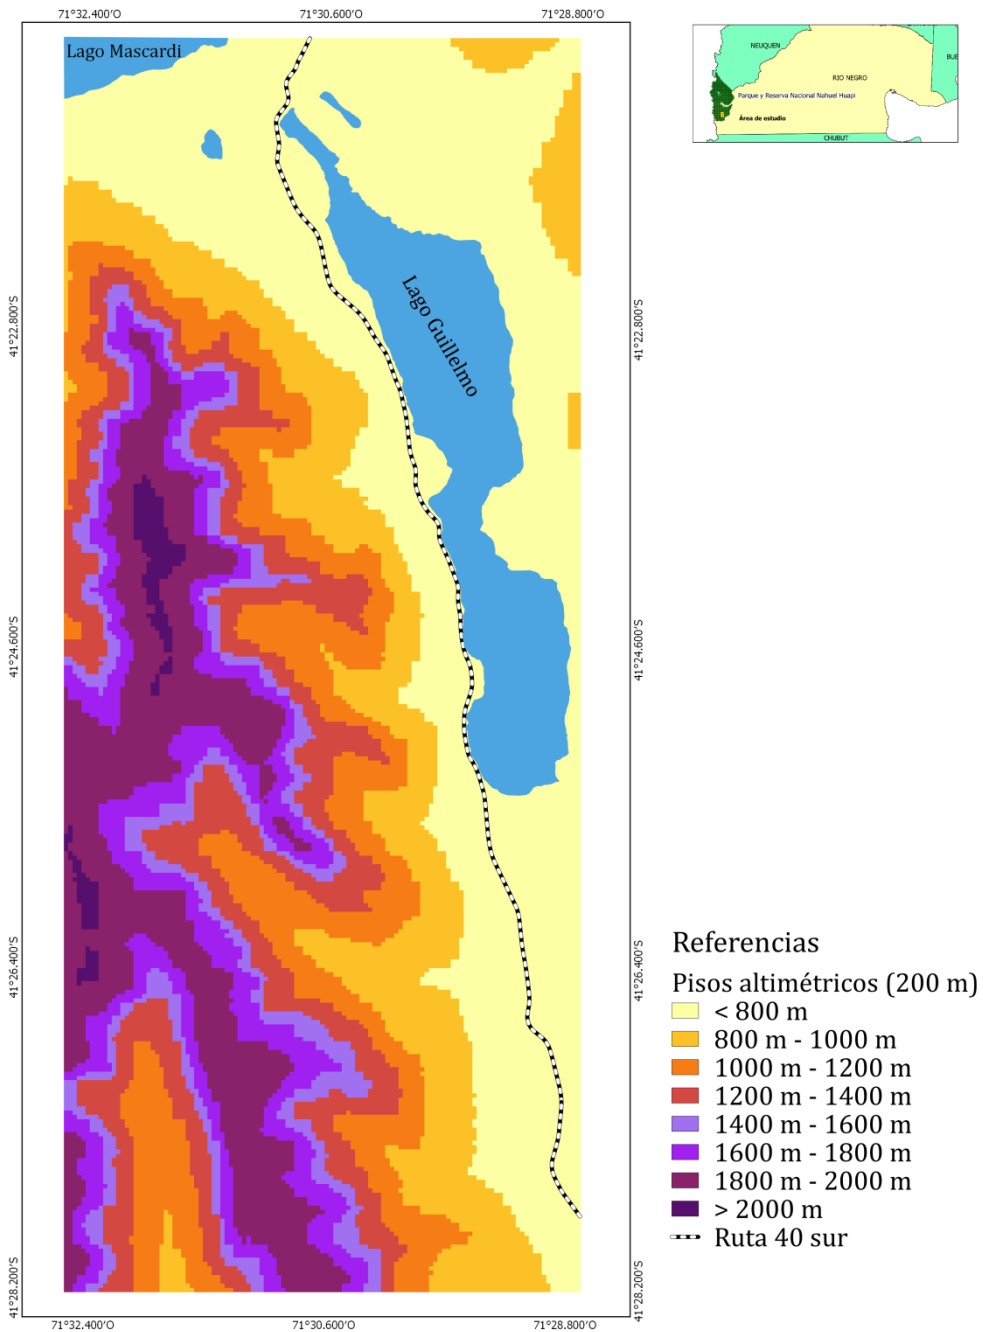 71°32.400'O
71°30.600'O
71°28.800'O
Lago Mascardi
Lago Guillelmo
41°22.800'S
41°24.600'S
41°26.400'S
41°28.200'S
41°22.800'S
41°24.600'S
41°26.400'S
41°28.200'S
71°32.400'O
71°30.600'O
71°28.800'O
NEUQUEN
BUE
RIO NEGRO
Parque y Reserva Nacional Nahuel Huapi
Área de estudio
CHUBUT
Referencias
Pisos altimétricos (200 m)
< 800 m
800 m - 1000 m
1000 m - 1200 m
1200 m - 1400 m
1400 m - 1600 m
1600 m - 1800 m
1800 m - 2000 m
> 2000 m
Ruta 40 sur